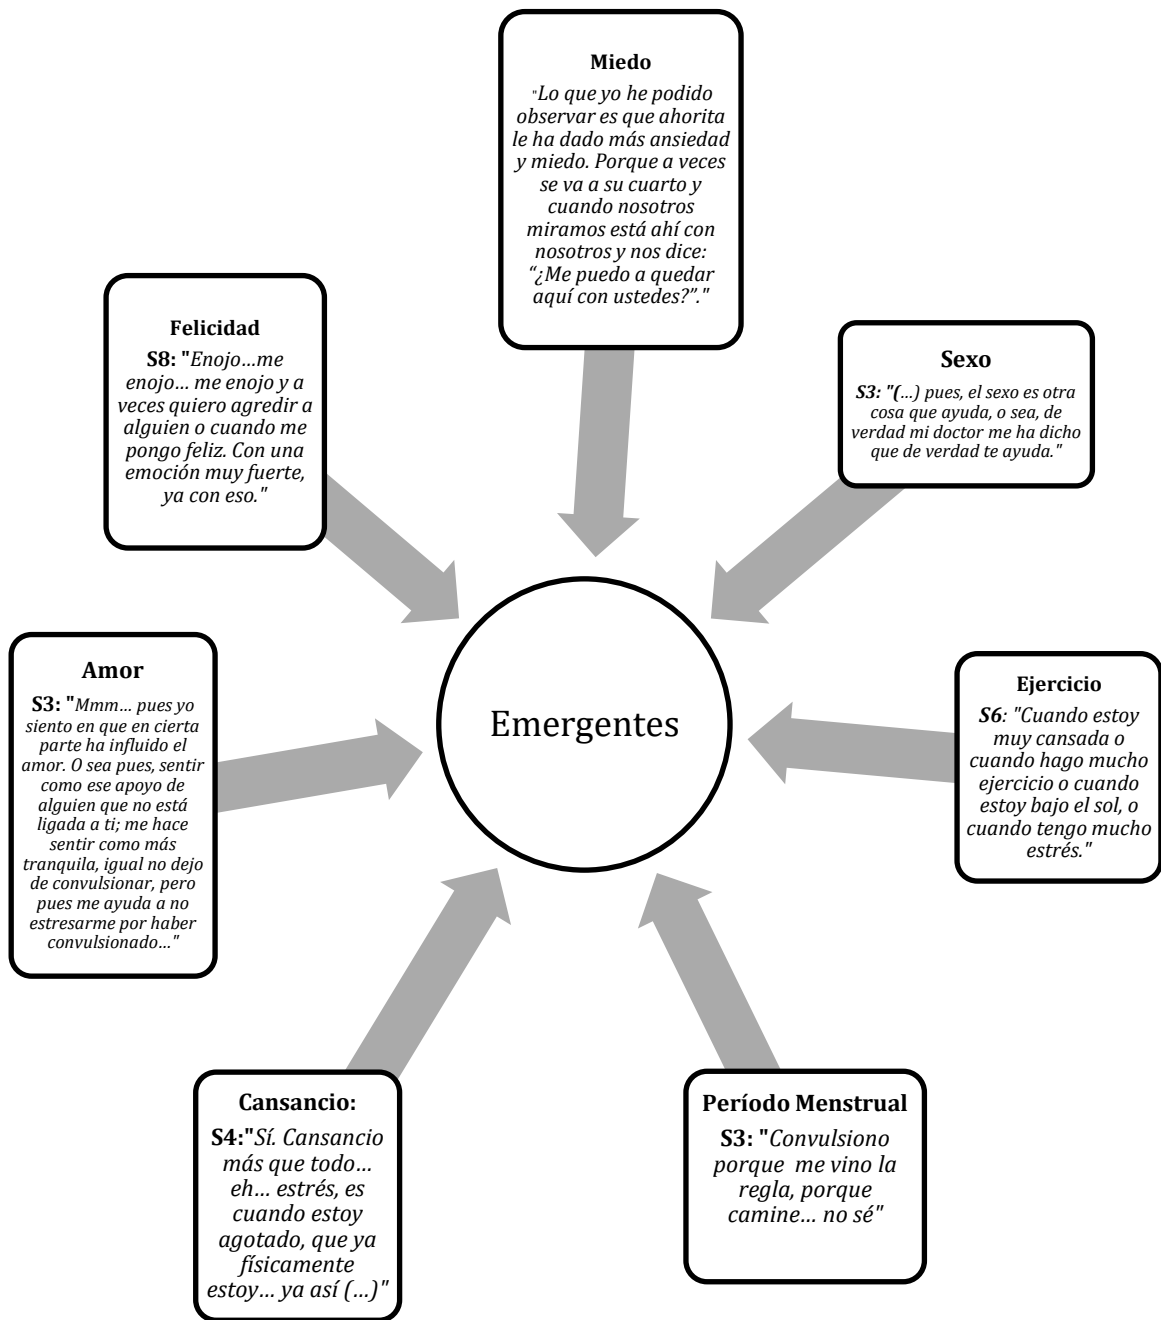 Miedo
"Lo que yo he podido
observar es que ahorita
le ha dado más ansiedad
y miedo. Porque a veces
se va a su cuarto y
cuando nosotros
miramos está ahí con
nosotros y nos dice:
“¿Me puedo a quedar
aquí con ustedes?”."
Felicidad
S8: "Enojo…me
enojo… me enojo y a
veces quiero agredir a
alguien o cuando me
pongo feliz. Con una
emoción muy fuerte,
ya con eso."
Sexo
S3: "(…) pues, el sexo es otra
cosa que ayuda, o sea, de
verdad mi doctor me ha dicho
que de verdad te ayuda."
Amor
S3: "Mmm… pues yo
siento en que en cierta
parte ha influido el
amor. O sea pues, sentir
como ese apoyo de
alguien que no está
ligada a ti; me hace
sentir como más
tranquila, igual no dejo
de convulsionar, pero
pues me ayuda a no
estresarme por haber
convulsionado…"
Emergentes
Ejercicio
S6: "Cuando estoy
muy cansada o
cuando hago mucho
ejercicio o cuando
estoy bajo el sol, o
cuando tengo mucho
estrés."
Cansancio:
S4:"Sí. Cansancio
más que todo…
eh… estrés, es
cuando estoy
agotado, que ya
físicamente
estoy… ya así (…)"
Período Menstrual
S3: "Convulsiono
porque  me vino la
regla, porque
camine… no sé"